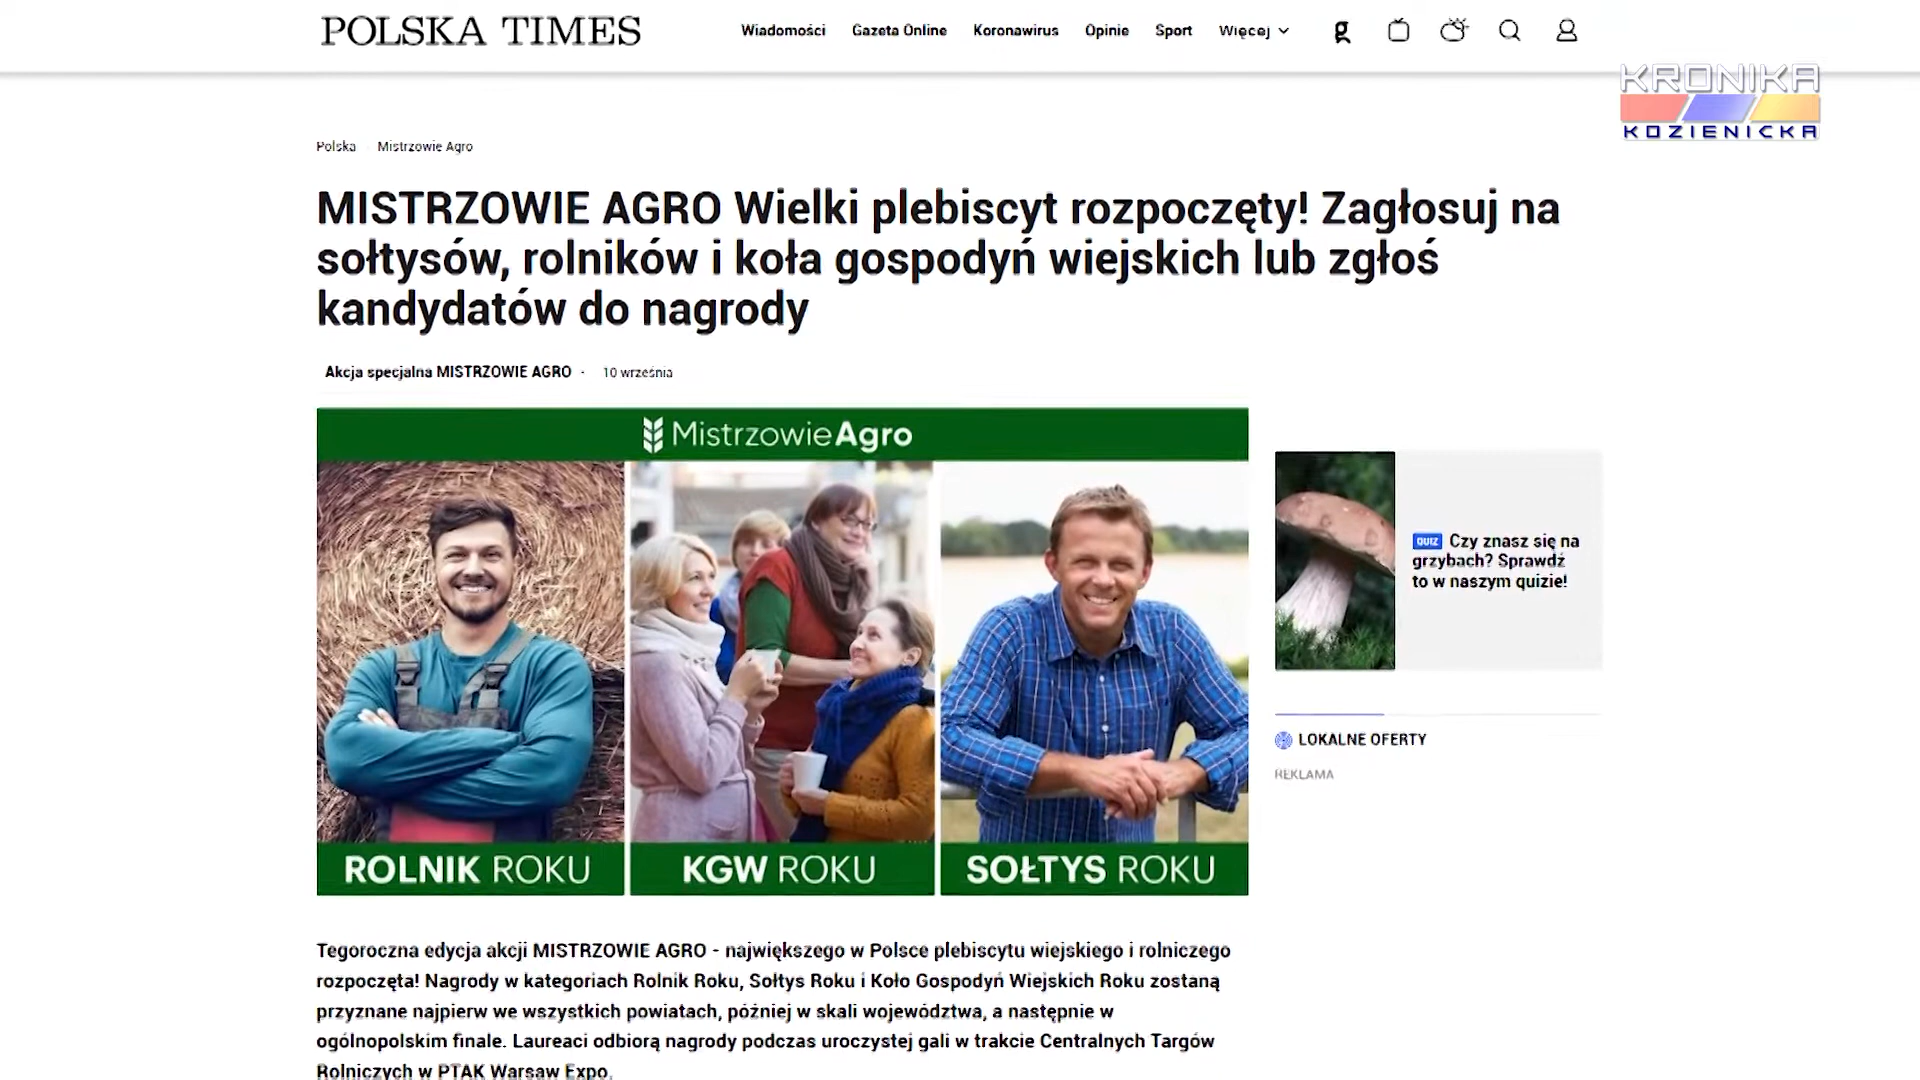 POLSKA TIMES
Wiadomości Gazeta Online Koronawirus Opinie Sport Więcej
KRONIKA
KOZIENICKA
Polska Mistrzowie Agro
MISTRZOWIE AGRO Wielki plebiscyt rozpoczęty! Zagłosuj na
sołtysów, rolników i koła gospodyń wiejskich lub zgłoś
kandydatów do nagrody
Akcja specjalna MISTRZOWIE AGRO - 10 września
MistrzowieAgro
ROLNIK ROKU
KGW ROKU
SOŁTYS ROKU
QUIZ Czy znasz się na
grzybach? Sprawdź
to w naszym quizie!
LOKALNE OFERTY
REKLAMA
Tegoroczna edycja akcji MISTRZOWIE AGRO - największego w Polsce plebiscytu wiejskiego i rolniczego
rozpoczęta! Nagrody w kategoriach Rolnik Roku, Sołtys Roku i Koło Gospodyń Wiejskich Roku zostaną
przyznane najpierw we wszystkich powiatach, później w skali województwa, a następnie w
ogólnopolskim finale. Laureaci odbiorą nagrody podczas uroczystej gali w trakcie Centralnych Targów
Rolniczych w PTAK Warsaw Expo.